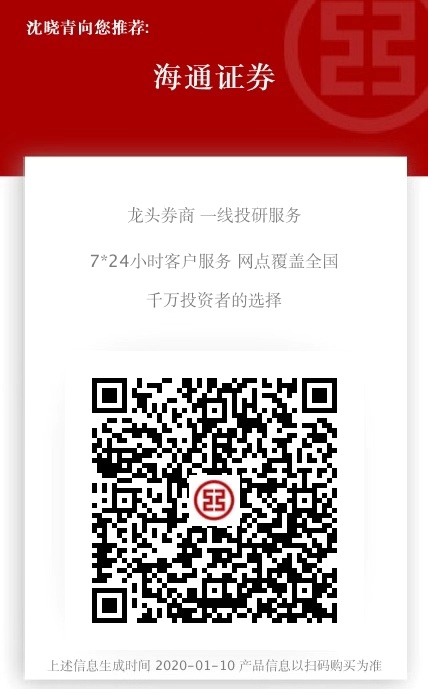 沈晓青向您推荐:
海通证券
龙头券商 一线投研服务
7*24小时客户服务 网点覆盖全国
千万投资者的选择
上述信息生成时间 2020-01-10 产品信息以扫码购买为准